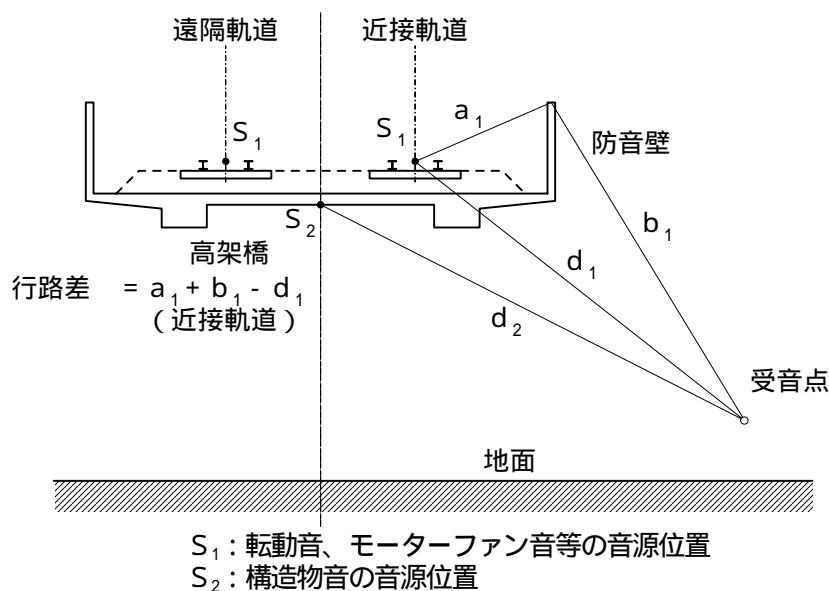 遠隔軌道
近接軌道
S₁
S₁
a₁
防音壁
b₁
S₂
高架橋
d₁
行路差 = a₁+ b₁ - d₁
(近接軌道)
d₂
受音点
地面
S₁:転動音、モーターファン音等の音源位置
S₂:構造物音の音源位置